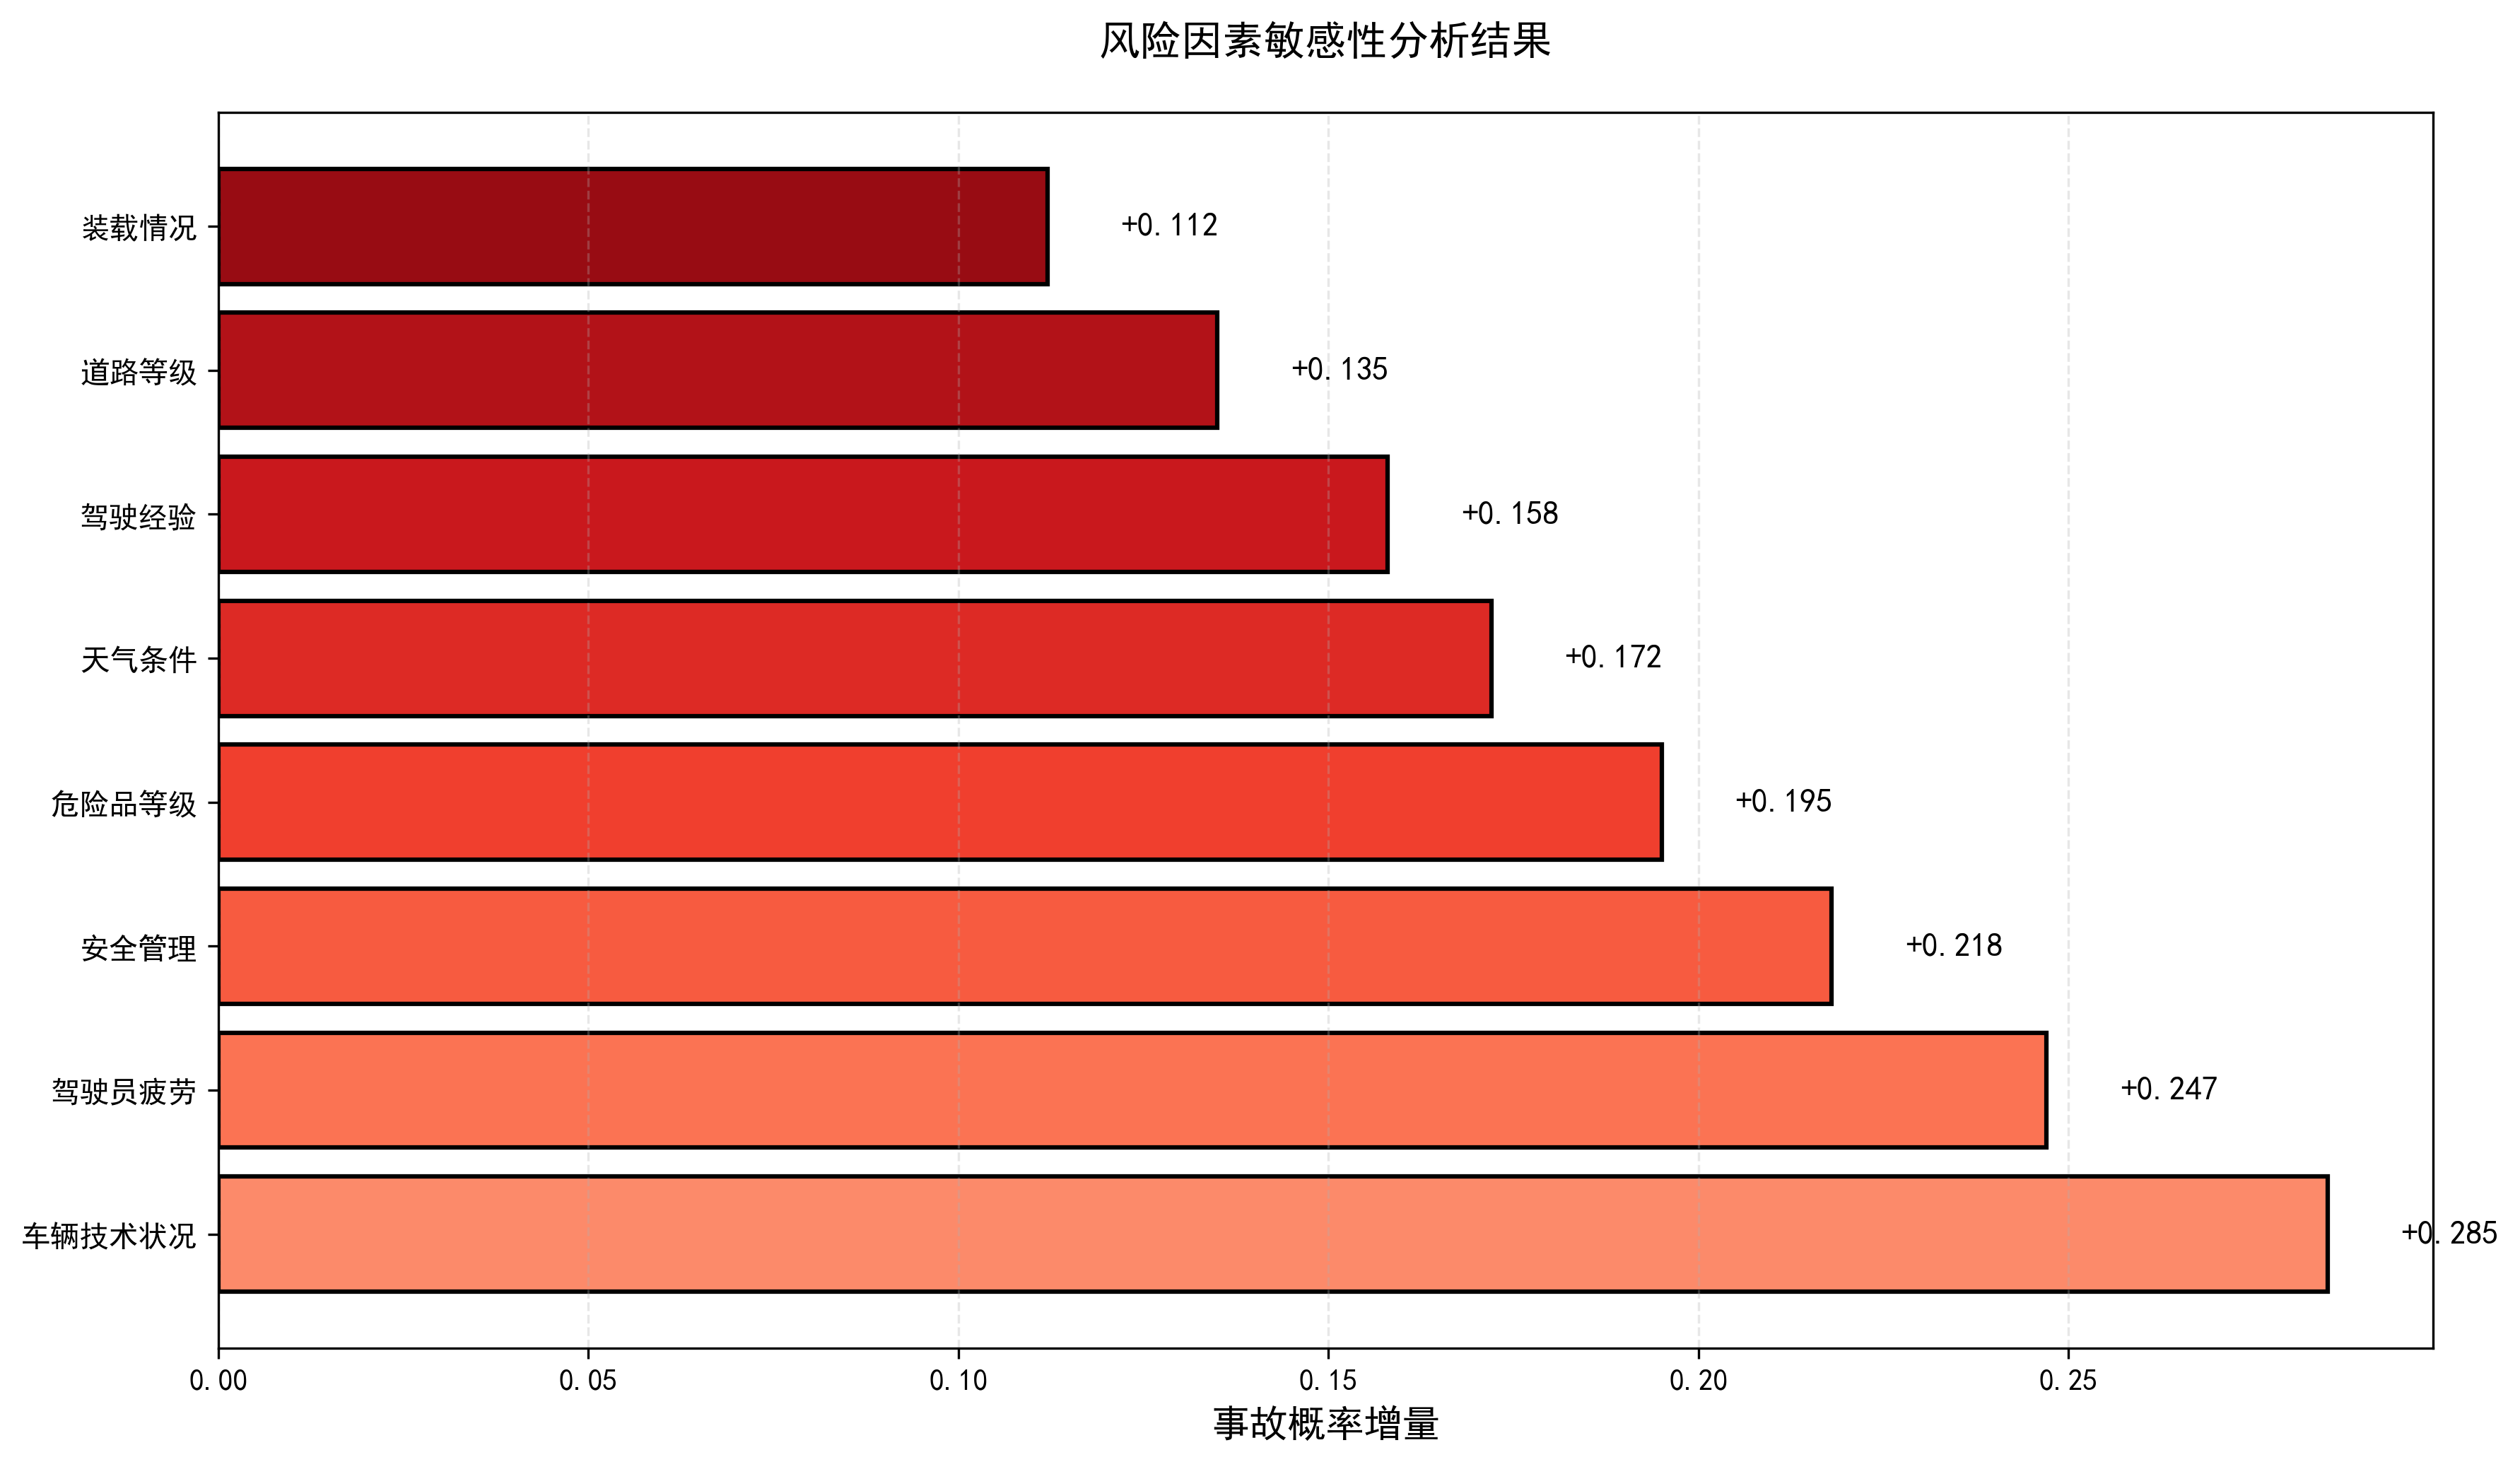 风险因素敏感性分析结果
装载情况
+0.112
道路等级
+0.135
驾驶经验
+0.158
天气条件
+0.172
危险品等级
+0.195
安全管理
+0.218
驾驶员疲劳
+0.247
车辆技术状况
+0.285
0.00 0.05 0.10 0.15 0.20 0.25
事故概率增量